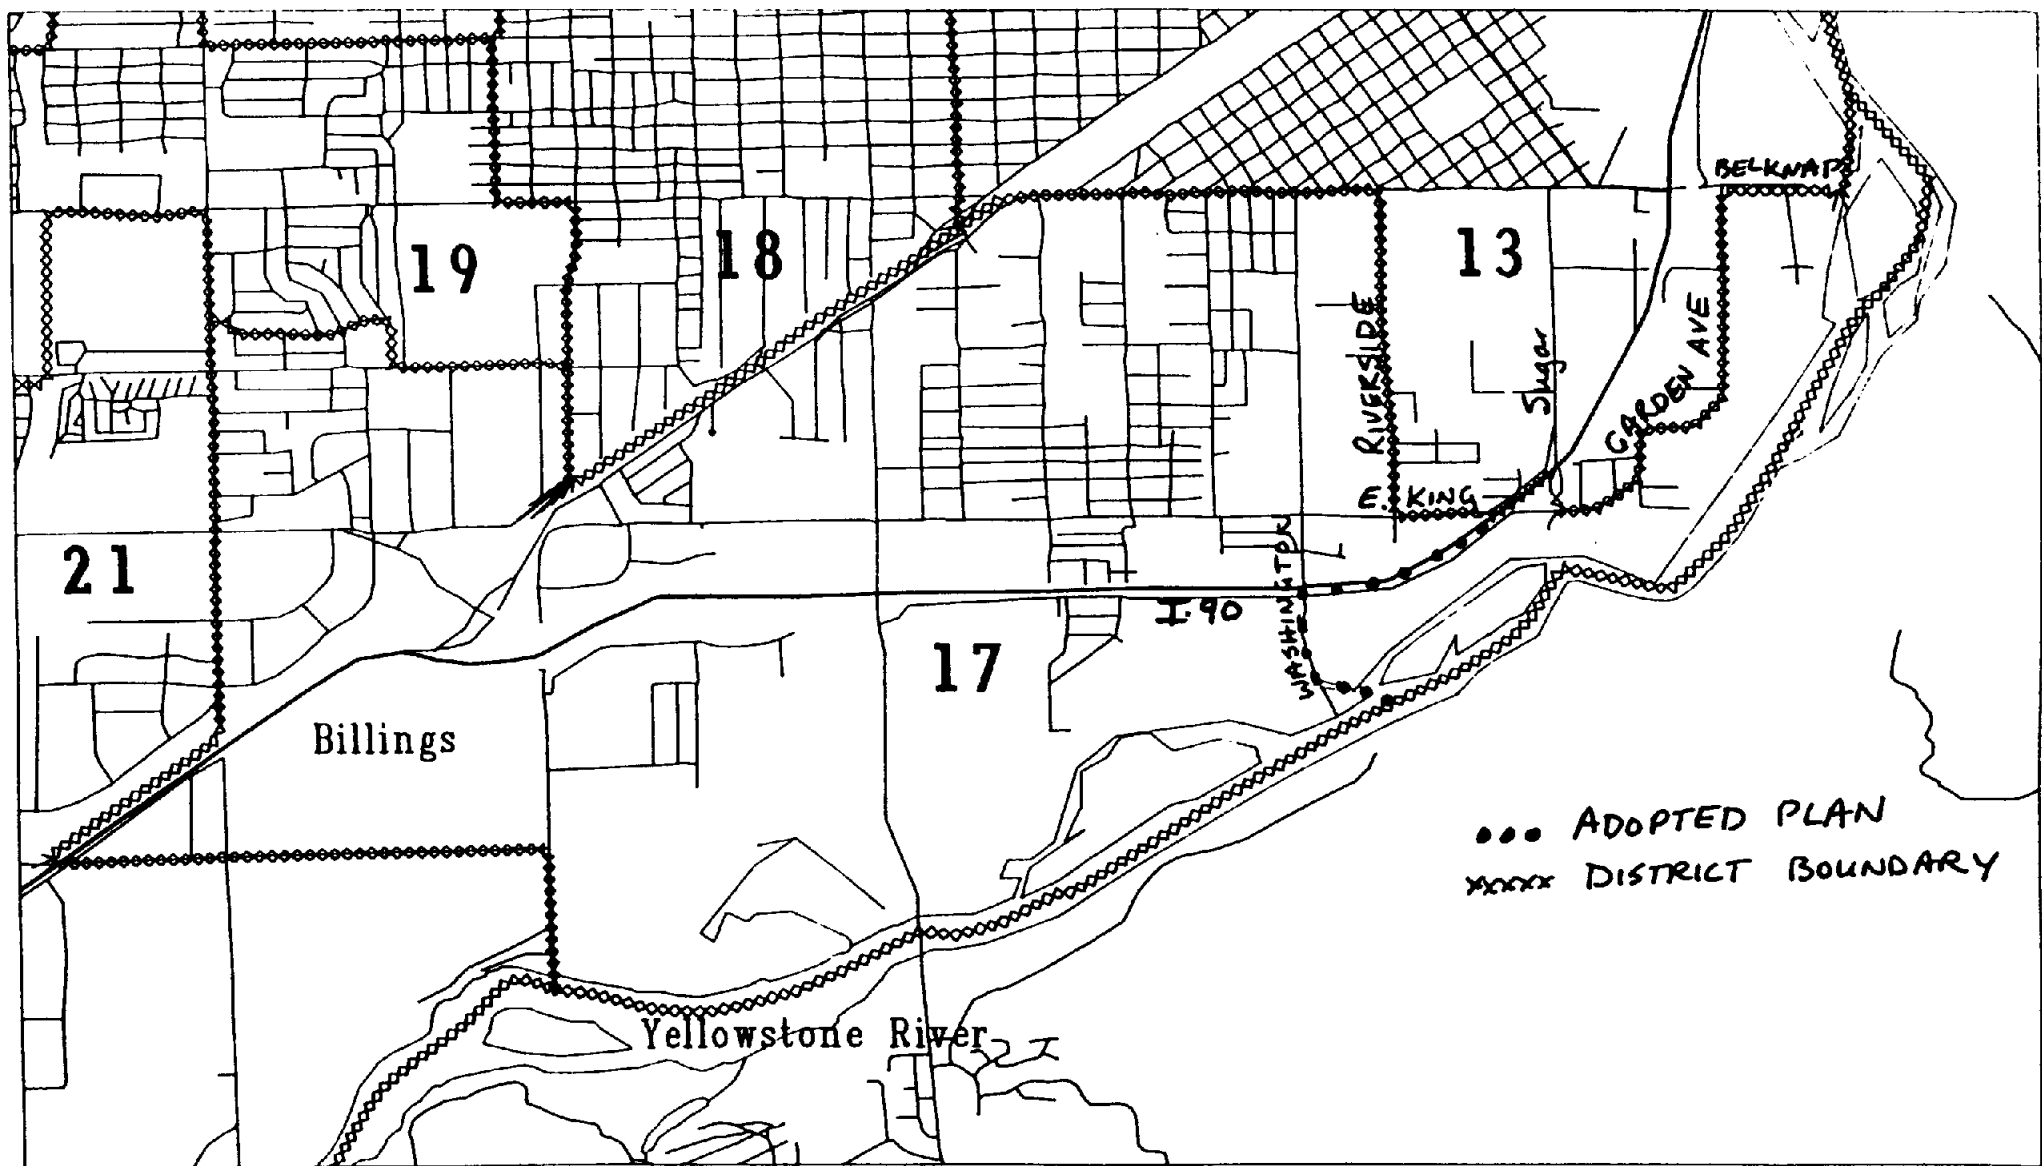 BELKNAP
19
18
13
RIVERSIDE
Sugar
GARDEN AVE
E. KING
WASHINGTON
21
I-90
17
Billings
••• ADOPTED PLAN
xxxxx DISTRICT BOUNDARY
Yellowstone River